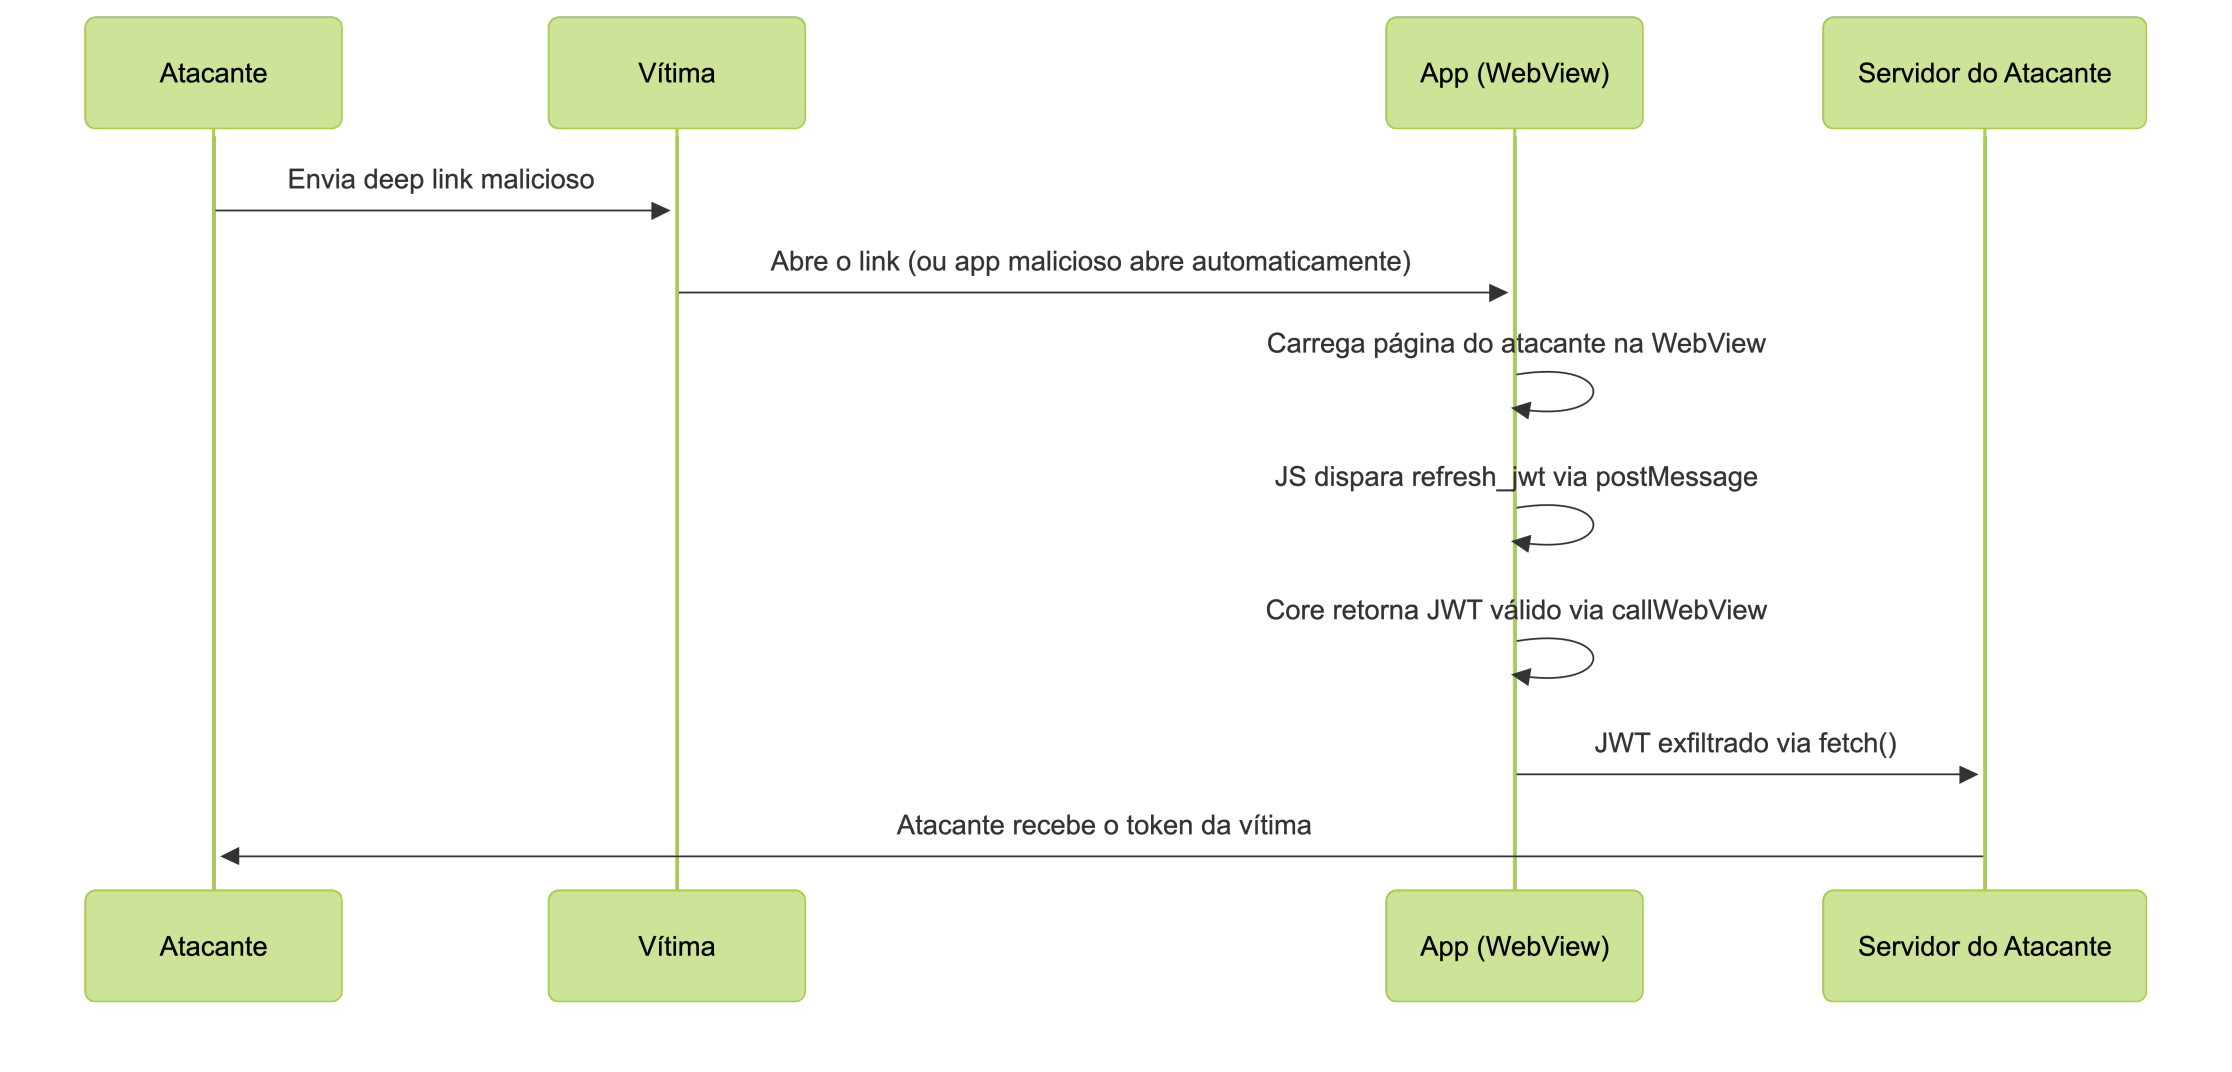 Atacante
Vítima
App (WebView)
Servidor do Atacante
Envia deep link malicioso
Abre o link (ou app malicioso abre automaticamente)
Carrega página do atacante na WebView
JS dispara refresh_jwt via postMessage
Core retorna JWT válido via callWebView
JWT exfiltrado via fetch()
Atacante recebe o token da vítima
Atacante
Vítima
App (WebView)
Servidor do Atacante